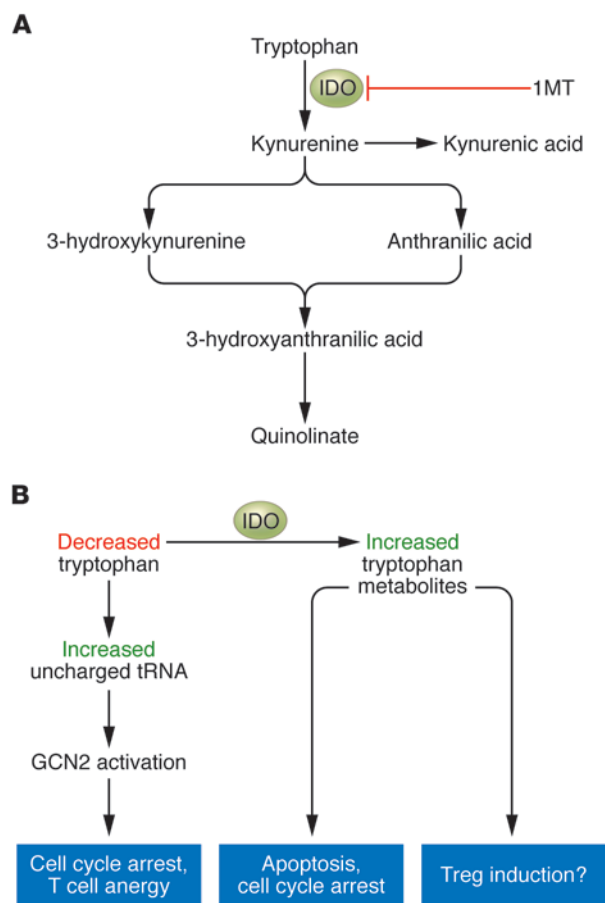 A
Tryptophan
IDO
1MT
Kynurenine
Kynurenic acid
3-hydroxykynurenine
Anthranilic acid
3-hydroxyanthranilic acid
Quinolinate
B
IDO
Decreased
tryptophan
Increased
tryptophan
metabolites
Increased
uncharged tRNA
GCN2 activation
Cell cycle arrest,
T cell anergy
Apoptosis,
cell cycle arrest
Treg induction?